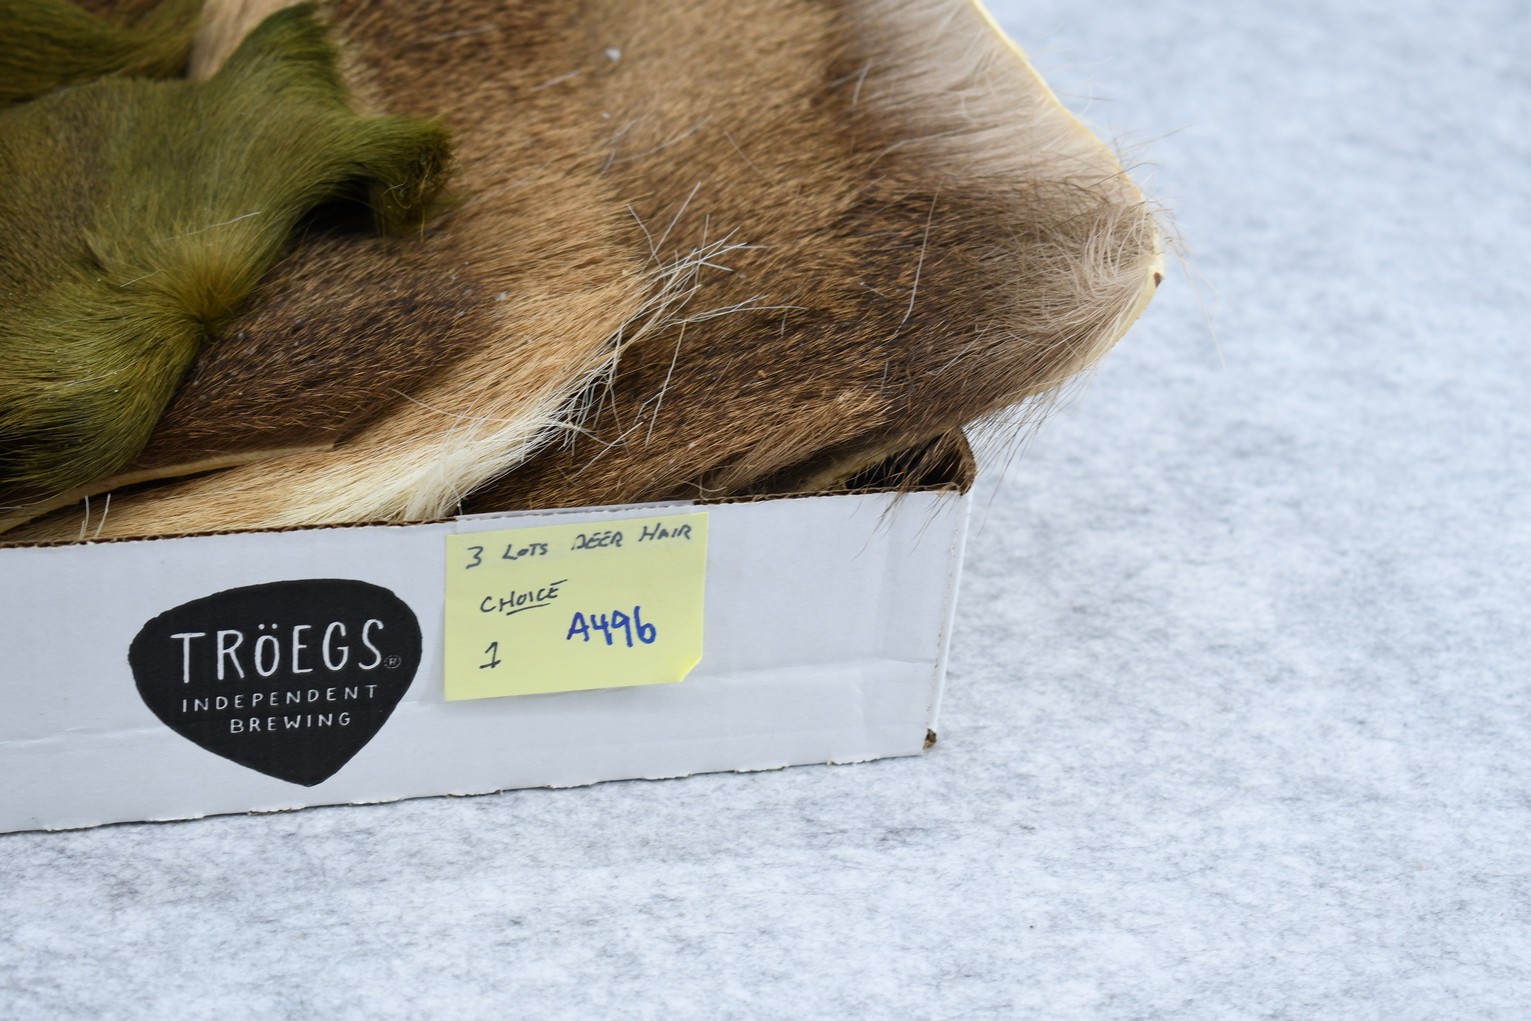 3 LOTS DEER HAIR
CHOICE
1 A496
TRÖEGS®
INDEPENDENT
BREWING